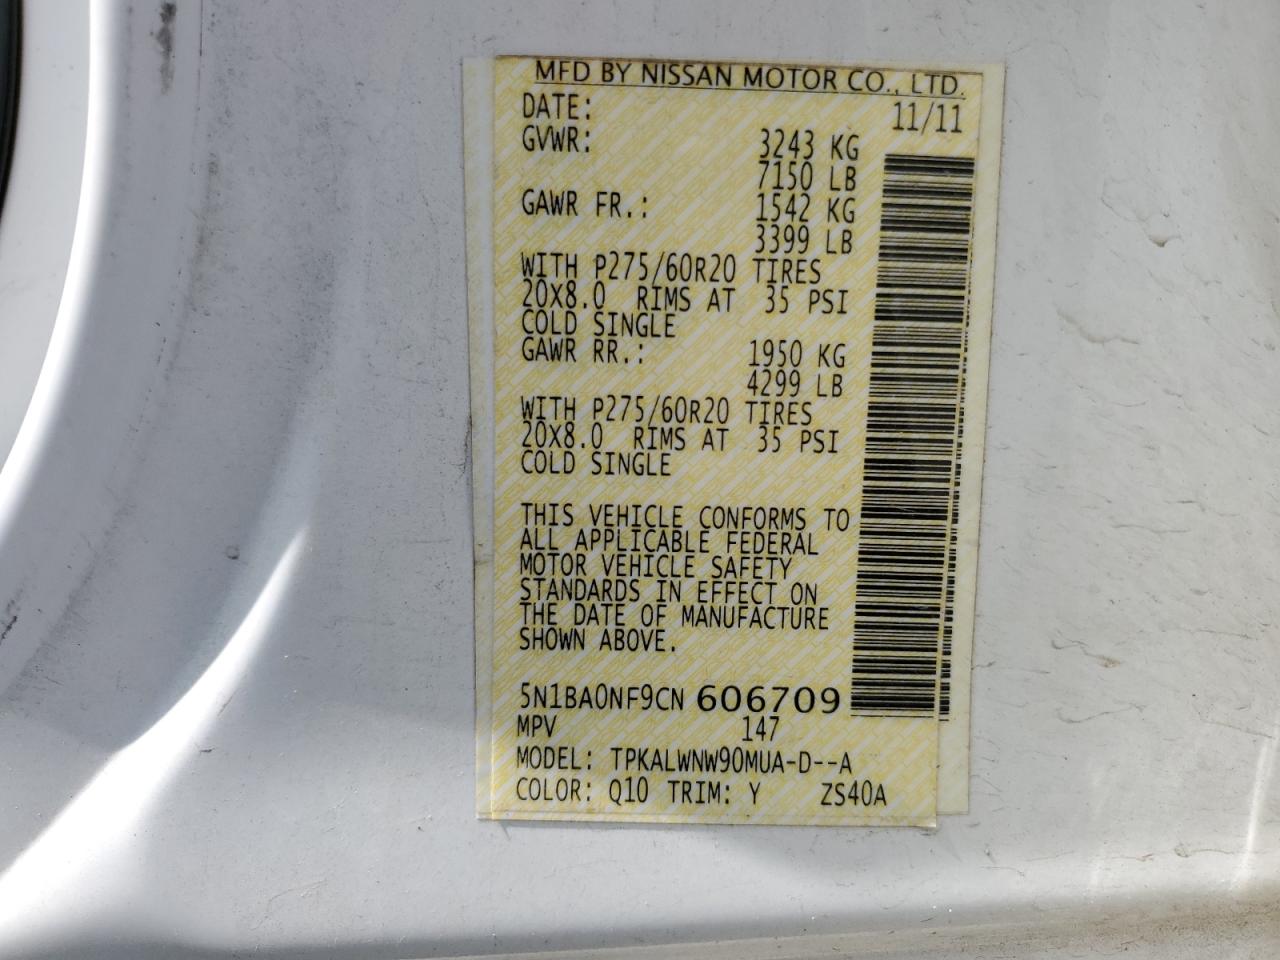 MFD BY NISSAN MOTOR CO., LTD.
DATE: 11/11
GVWR: 3243 KG
7150 LB
GAWR FR.: 1542 KG
3399 LB
WITH P275/60R20 TIRES
20X8.0 RIMS AT 35 PSI
COLD SINGLE
GAWR RR.: 1950 KG
4299 LB
WITH P275/60R20 TIRES
20X8.0 RIMS AT 35 PSI
COLD SINGLE
THIS VEHICLE CONFORMS TO
ALL APPLICABLE FEDERAL
MOTOR VEHICLE SAFETY
STANDARDS IN EFFECT ON
THE DATE OF MANUFACTURE
SHOWN ABOVE.
5N1BA0NF9CN 606709
MPV 147
MODEL: TPKALWNW90MUA-D--A
COLOR: Q10 TRIM: Y ZS40A